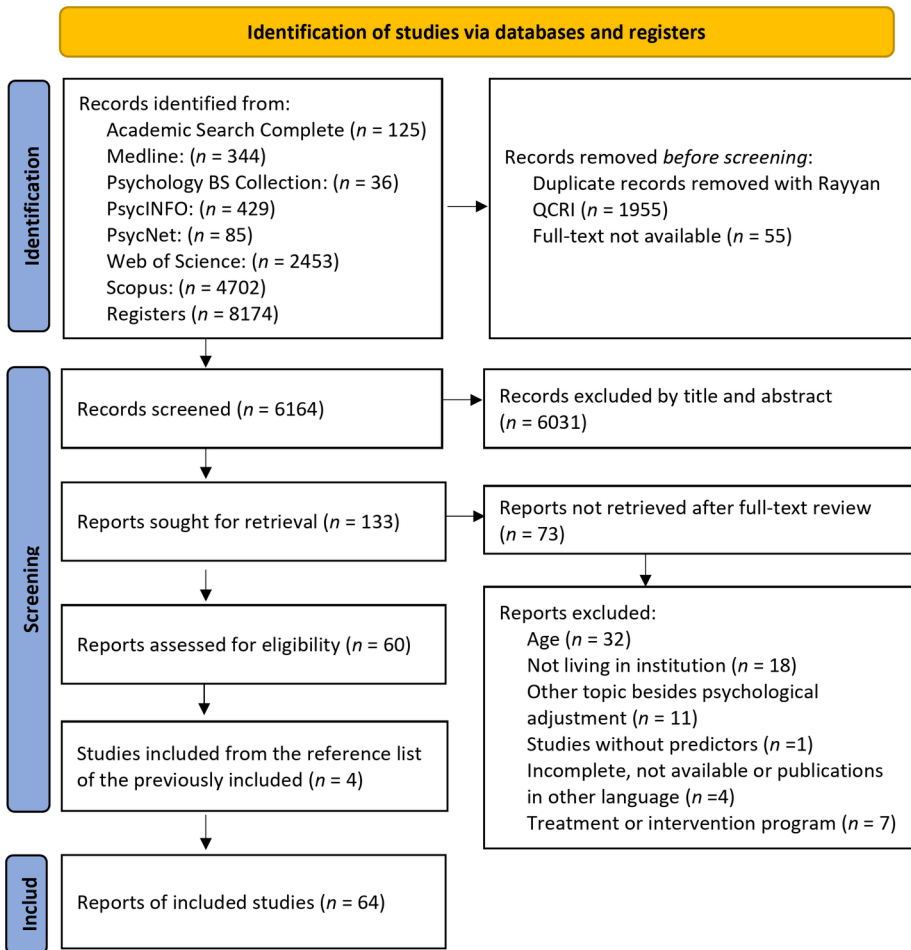 Identification of studies via databases and registers
Identification
Records identified from:
Academic Search Complete (n = 125)
Medline: (n = 344)
Psychology BS Collection: (n = 36)
PsycINFO: (n = 429)
PsycNet: (n = 85)
Web of Science: (n = 2453)
Scopus: (n = 4702)
Registers (n = 8174)
Records removed before screening:
Duplicate records removed with Rayyan
QCRI (n = 1955)
Full-text not available (n = 55)
Screening
Records screened (n = 6164)
Records excluded by title and abstract
(n = 6031)
Reports sought for retrieval (n = 133)
Reports not retrieved after full-text review
(n = 73)
Reports assessed for eligibility (n = 60)
Reports excluded:
Age (n = 32)
Not living in institution (n = 18)
Other topic besides psychological
adjustment (n = 11)
Studies without predictors (n =1)
Incomplete, not available or publications
in other language (n =4)
Treatment or intervention program (n = 7)
Studies included from the reference list
of the previously included (n = 4)
Includ
Reports of included studies (n = 64)